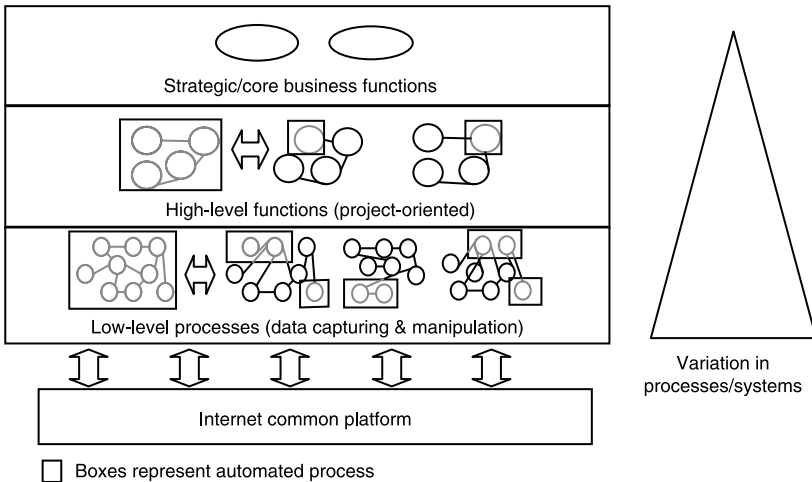 Strategic/core business functions
High-level functions (project-oriented)
Low-level processes (data capturing & manipulation)
Variation in
processes/systems
Internet common platform
Boxes represent automated process